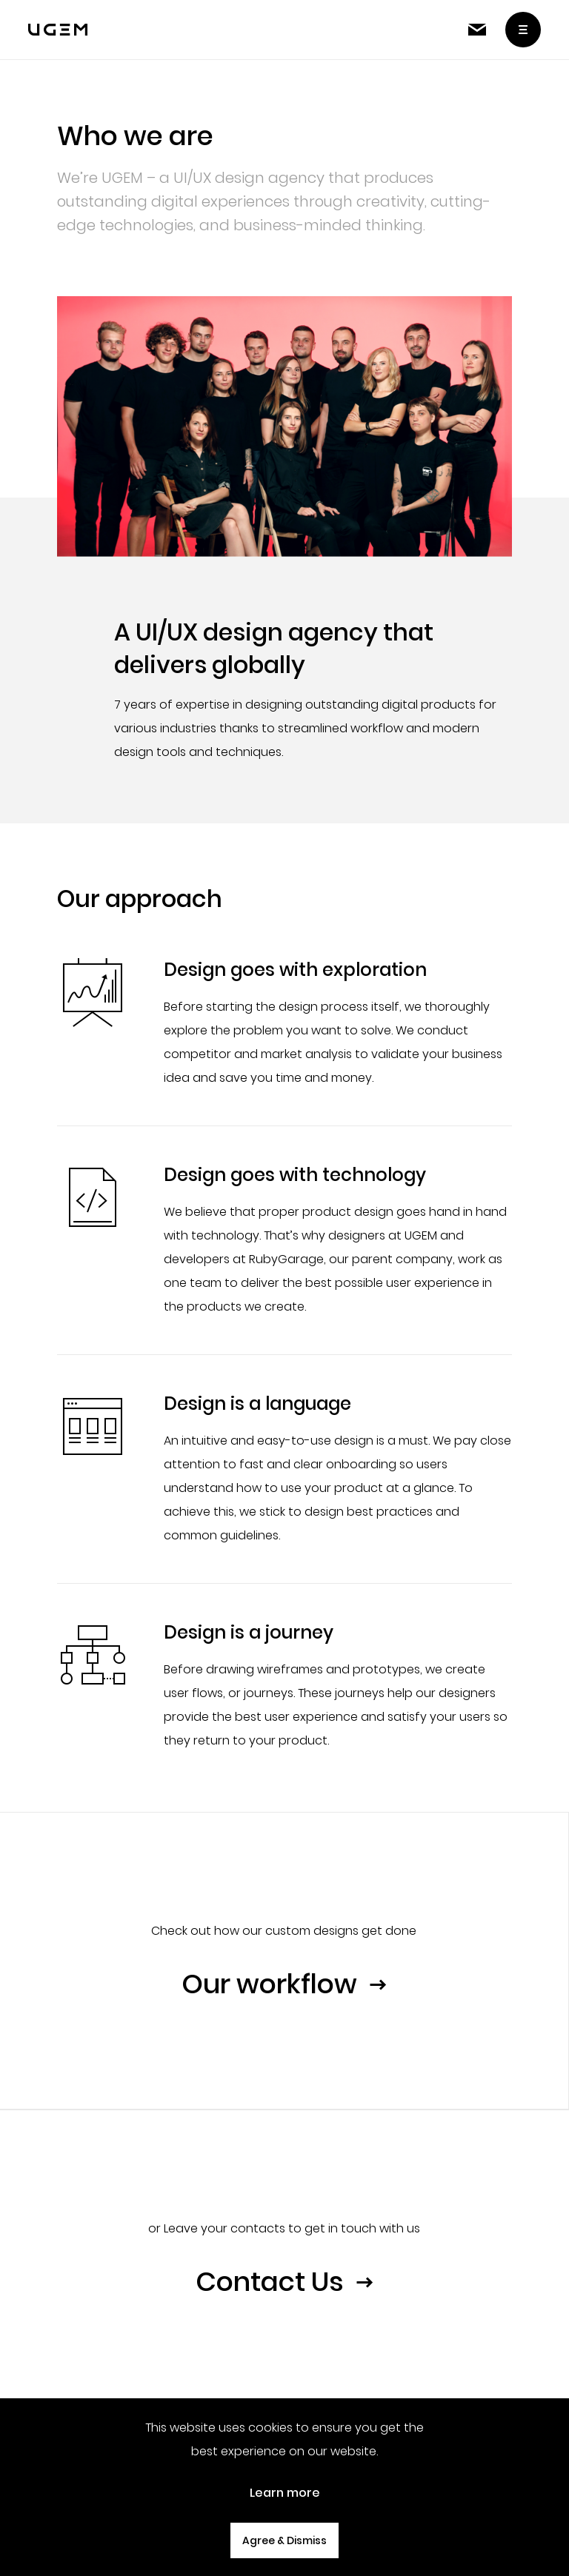 UGEM
Who we are
We’re UGEM – a UI/UX design agency that produces
outstanding digital experiences through creativity, cutting-
edge technologies, and business-minded thinking.
A UI/UX design agency that
delivers globally
7 years of expertise in designing outstanding digital products for
various industries thanks to streamlined workflow and modern
design tools and techniques.
Our approach
Design goes with exploration
Before starting the design process itself, we thoroughly
explore the problem you want to solve. We conduct
competitor and market analysis to validate your business
idea and save you time and money.
Design goes with technology
We believe that proper product design goes hand in hand
with technology. That’s why designers at UGEM and
developers at RubyGarage, our parent company, work as
one team to deliver the best possible user experience in
the products we create.
Design is a language
An intuitive and easy-to-use design is a must. We pay close
attention to fast and clear onboarding so users
understand how to use your product at a glance. To
achieve this, we stick to design best practices and
common guidelines.
Design is a journey
Before drawing wireframes and prototypes, we create
user flows, or journeys. These journeys help our designers
provide the best user experience and satisfy your users so
they return to your product.
Check out how our custom designs get done
Our workflow →
or Leave your contacts to get in touch with us
Contact Us →
This website uses cookies to ensure you get the
best experience on our website.
Learn more
Agree & Dismiss